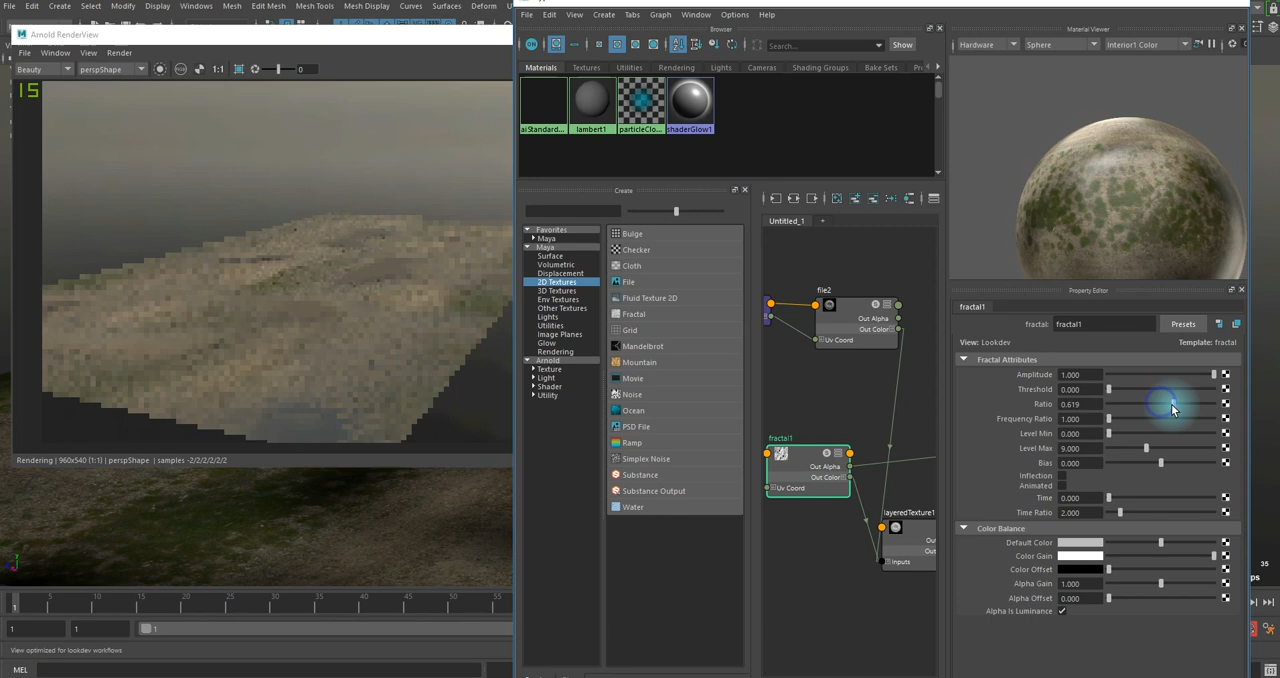 File Edit Create Select Modify Display Windows Mesh Edit Mesh Mesh Tools Mesh Display Curves Surfaces Deform
Arnold RenderView
File Window View Render
Beauty perspShape 1:1 0
15
Rendering | 960x540 (1:1) | perspShape | samples -2/2/2/2/2/2
File Edit View Create Tabs Graph Window Options Help
Browser
ON Search... Show
Materials Textures Utilities Rendering Lights Cameras Shading Groups Bake Sets
aiStandard... lambert1 particleClo... shaderGlow1
Create
Favorites
Maya
Maya
Surface
Volumetric
Displacement
2D Textures
3D Textures
Env Textures
Other Textures
Lights
Utilities
Image Planes
Glow
Rendering
Arnold
Texture
Light
Shader
Utility
Bulge
Checker
Cloth
File
Fluid Texture 2D
Fractal
Grid
Mandelbrot
Mountain
Movie
Noise
Ocean
PSD File
Ramp
Simplex Noise
Substance
Substance Output
Water
Untitled_1 +
file2
Out Alpha
Out Color
Uv Coord
fractal1
Out Alpha
Out Color
Uv Coord
layeredTexture1
Inputs
Material Viewer
Hardware Sphere Interior1 Color
Property Editor
fractal1
fractal: fractal1 Presets
View: Lookdev Template: fractal
Fractal Attributes
Amplitude 1.000
Threshold 0.000
Ratio 0.619
Frequency Ratio 1.000
Level Min 0.000
Level Max 9.000
Bias 0.000
Inflection
Animated
Time 0.000
Time Ratio 2.000
Color Balance
Default Color
Color Gain
Color Offset
Alpha Gain 1.000
Alpha Offset 0.000
Alpha Is Luminance
35
5 10 15 20 25 30 35 40 45 50 55
1
1 1 1
View optimized for lookdev workflows
MEL